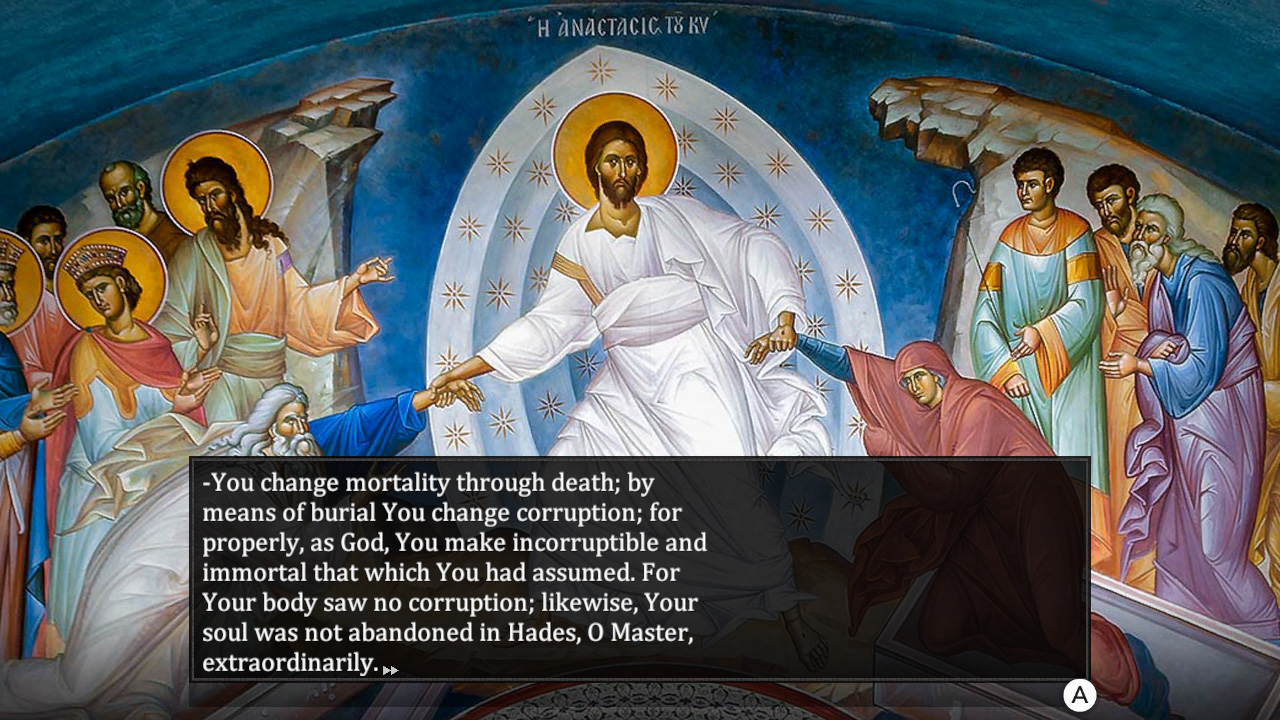 Ἡ ἈΝΆCΤΑCΙC ΤȢ ΚΥ
-You change mortality through death; by
means of burial You change corruption; for
properly, as God, You make incorruptible and
immortal that which You had assumed. For
Your body saw no corruption; likewise, Your
soul was not abandoned in Hades, O Master,
extraordinarily.
A